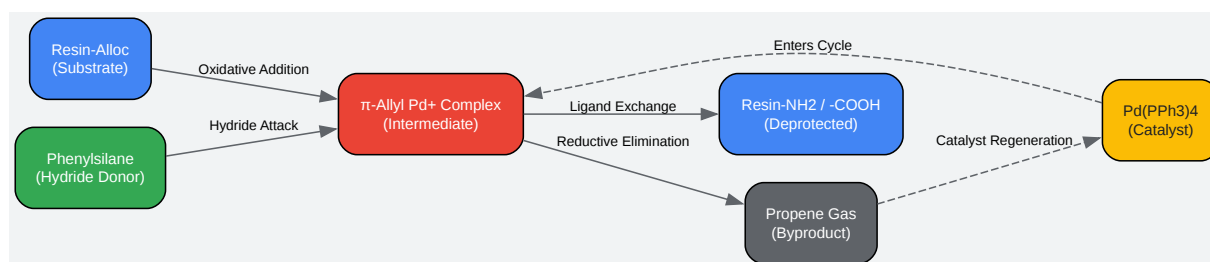 Resin-Alloc
(Substrate)
Oxidative Addition
Phenylsilane
(Hydride Donor)
Hydride Attack
π-Allyl Pd+ Complex
(Intermediate)
Enters Cycle
Ligand Exchange
Reductive Elimination
Resin-NH2 / -COOH
(Deprotected)
Propene Gas
(Byproduct)
Catalyst Regeneration
Pd(PPh3)4
(Catalyst)